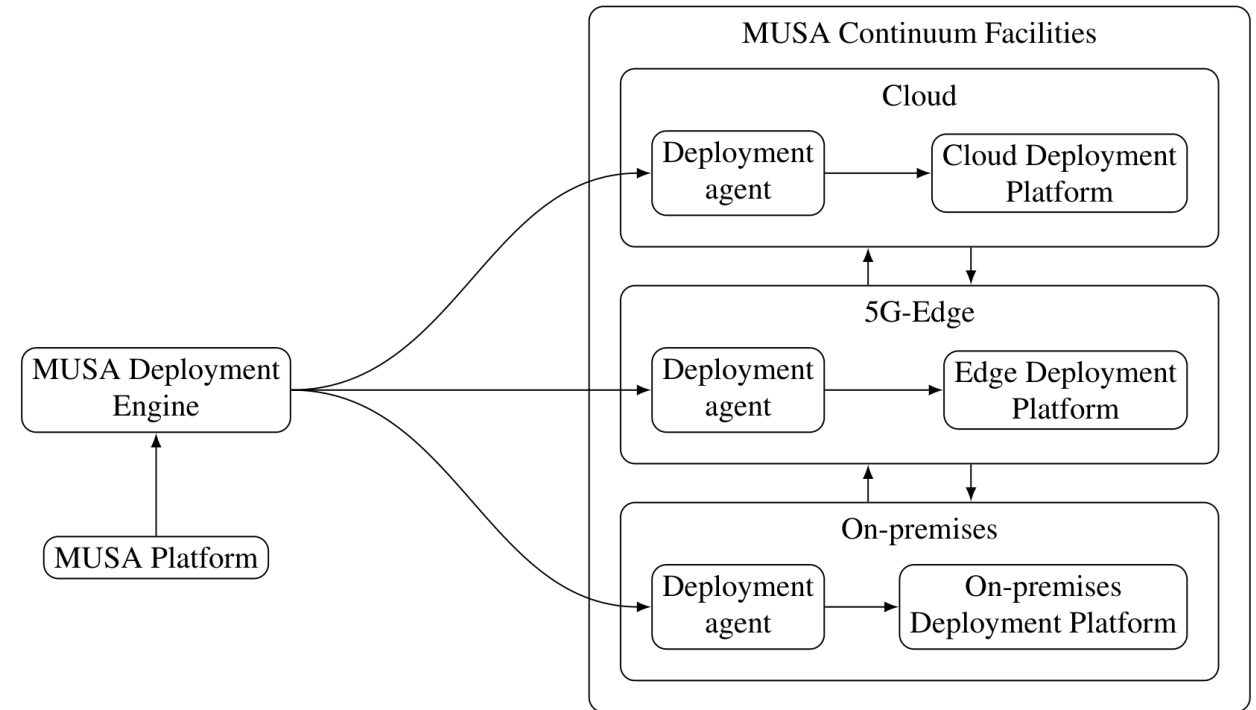 MUSA Continuum Facilities
Cloud
Deployment
agent
Cloud Deployment
Platform
5G-Edge
MUSA Deployment
Engine
Deployment
agent
Edge Deployment
Platform
MUSA Platform
On-premises
Deployment
agent
On-premises
Deployment Platform